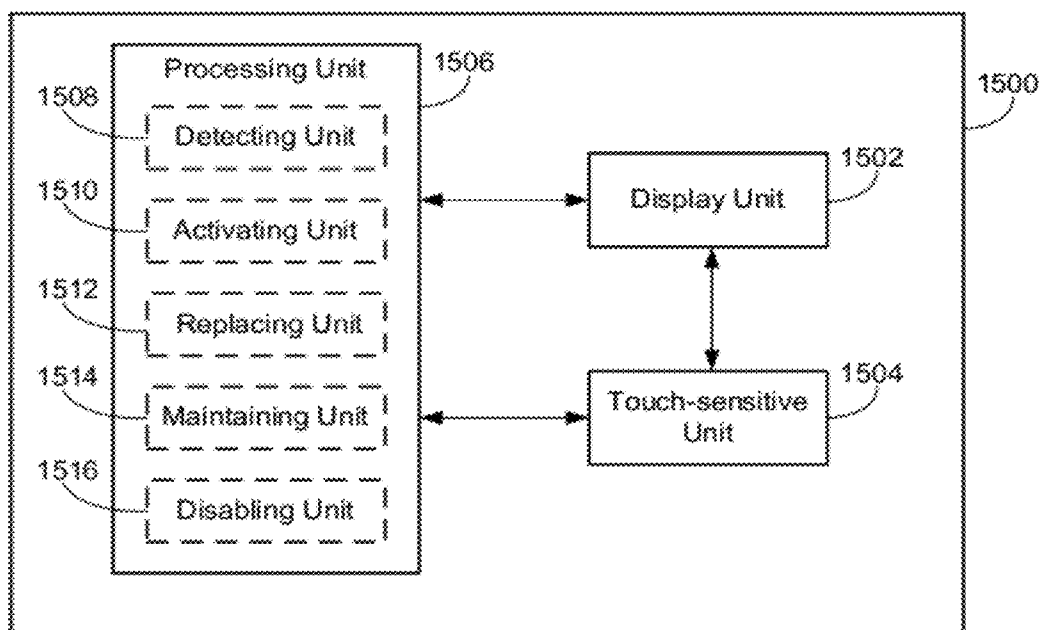 Processing Unit
1506
1500
1508
Detecting Unit
1502
Display Unit
1510
Activating Unit
1512
Replacing Unit
1514
Maintaining Unit
1504
Touch-sensitive
Unit
1516
Disabling Unit